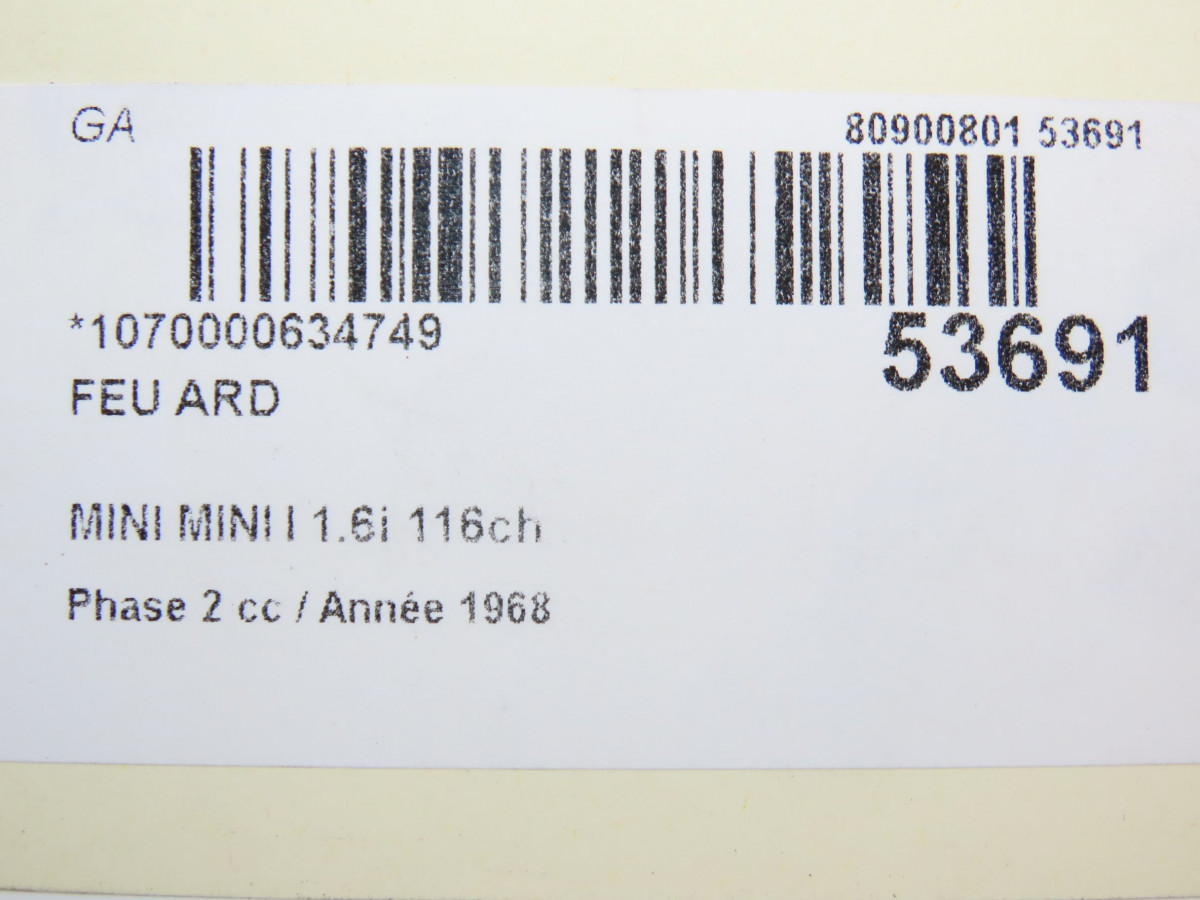 GA
80900801 53691
*1070000634749
53691
FEU ARD
MINI MINI I 1.6i 116ch
Phase 2 cc / Année 1968